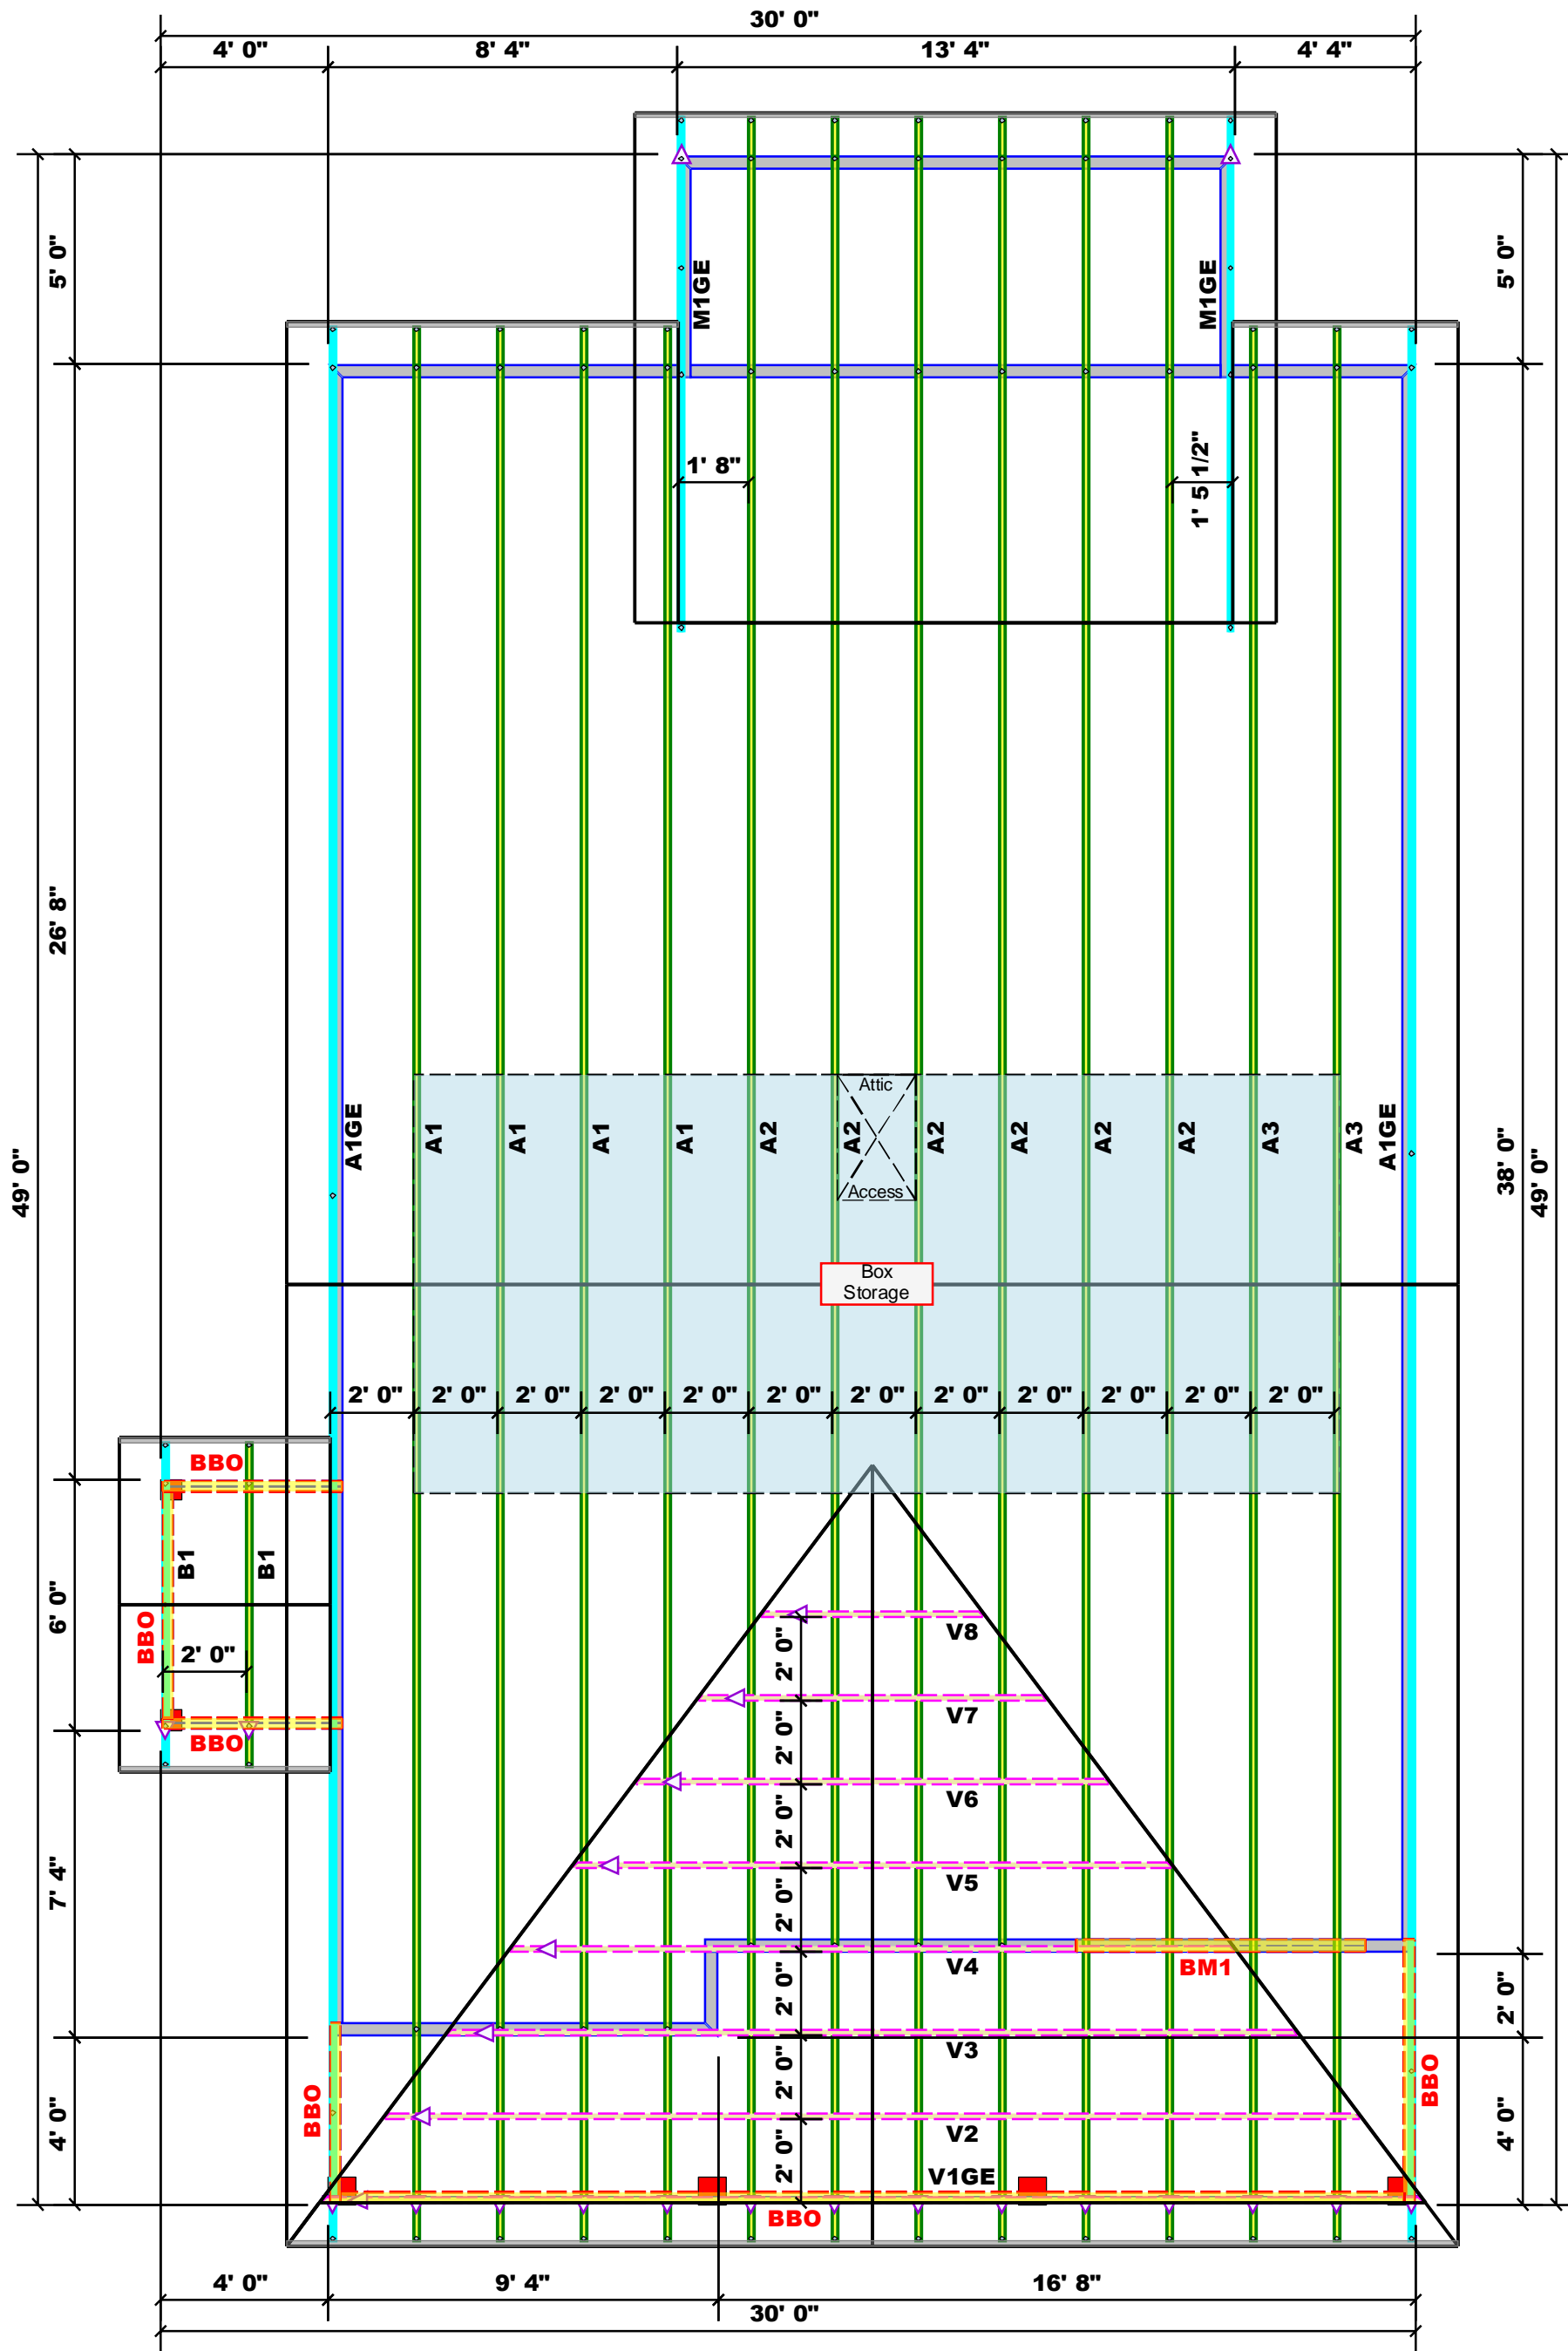 30' 0"
4' 0" 8' 4" 13' 4" 4' 4"
5' 0"
M1GE
M1GE
5' 0"
1' 8"
1' 5 1/2"
26' 8"
49' 0"
38' 0"
49' 0"
Attic
A1GE
A1
A1
A1
A1
A2
A2
A2
A2
A2
A2
A3
A3
A1GE
Access
Box
Storage
2' 0" 2' 0" 2' 0" 2' 0" 2' 0" 2' 0" 2' 0" 2' 0" 2' 0" 2' 0" 2' 0" 2' 0"
BBO
B1
B1
6' 0"
BBO
2' 0"
BBO
V8
2' 0"
V7
2' 0"
V6
2' 0"
V5
2' 0"
7' 4"
V4
BM1
2' 0"
2' 0"
V3
2' 0"
BBO
BBO
4' 0"
4' 0"
V2
2' 0"
V1GE
BBO
4' 0" 9' 4" 16' 8"
30' 0"